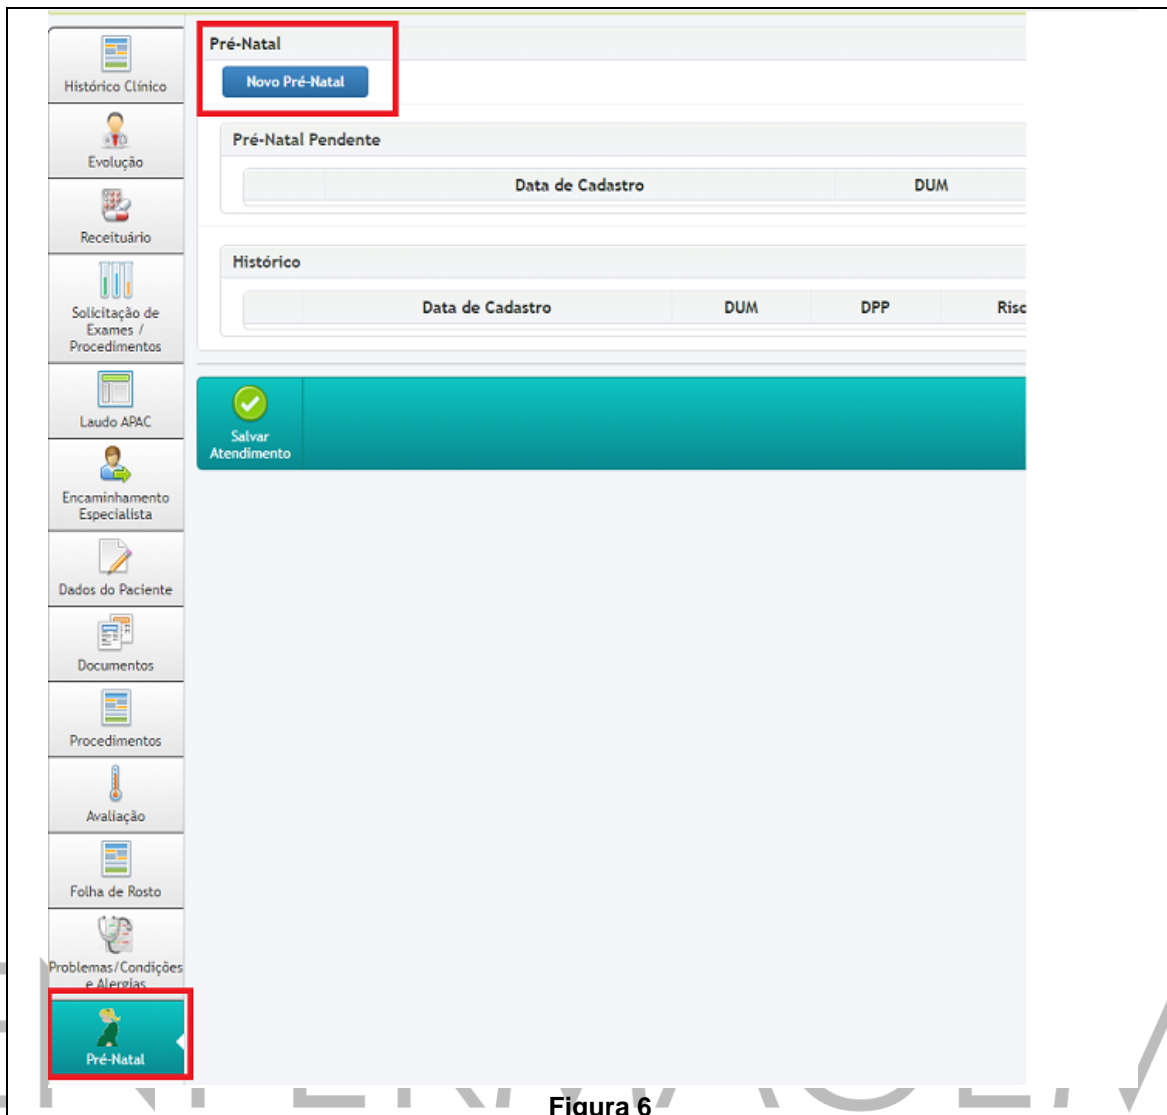 Histórico Clínico
Evolução
Receituário
Solicitação de
Exames /
Procedimentos
Laudo APAC
Encaminhamento
Especialista
Dados do Paciente
Documentos
Procedimentos
Avaliação
Folha de Rosto
Problemas/Condições
e Alergias
Pré-Natal
Pré-Natal
Novo Pré-Natal
Pré-Natal Pendente
Data de Cadastro DUM
Histórico
Data de Cadastro DUM DPP Risc
Salvar
Atendimento
Figura 6